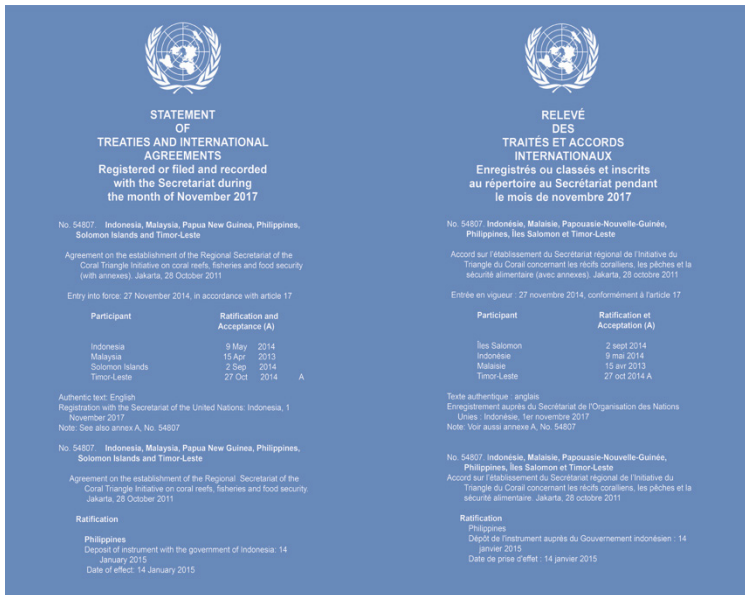 STATEMENT
OF
TREATIES AND INTERNATIONAL
AGREEMENTS
Registered or filed and recorded
with the Secretariat during
the month of November 2017
No. 54807. Indonesia, Malaysia, Papua New Guinea, Philippines,
Solomon Islands and Timor-Leste
Agreement on the establishment of the Regional Secretariat of the
Coral Triangle Initiative on coral reefs, fisheries and food security
(with annexes). Jakarta, 28 October 2011
Entry into force: 27 November 2014, in accordance with article 17
Participant Ratification and
Acceptance (A)
Indonesia 9 May 2014
Malaysia 15 Apr 2013
Solomon Islands 2 Sep 2014
Timor-Leste 27 Oct 2014 A
Authentic text: English
Registration with the Secretariat of the United Nations: Indonesia, 1
November 2017
Note: See also annex A, No. 54807
No. 54807. Indonesia, Malaysia, Papua New Guinea, Philippines,
Solomon Islands and Timor-Leste
Agreement on the establishment of the Regional Secretariat of the
Coral Triangle Initiative on coral reefs, fisheries and food security.
Jakarta, 28 October 2011
Ratification
Philippines
Deposit of instrument with the government of Indonesia: 14
January 2015
Date of effect: 14 January 2015
RELEVÉ
DES
TRAITÉS ET ACCORDS
INTERNATIONAUX
Enregistrés ou classés et inscrits
au répertoire au Secrétariat pendant
le mois de novembre 2017
No. 54807. Indonésie, Malaisie, Papouasie-Nouvelle-Guinée,
Philippines, Îles Salomon et Timor-Leste
Accord sur l'établissement du Secrétariat régional de l'Initiative du
Triangle du Corail concernant les récifs coralliens, les pêches et la
sécurité alimentaire (avec annexes). Jakarta, 28 octobre 2011
Entrée en vigueur : 27 novembre 2014, conformément à l'article 17
Participant Ratification et
Acceptation (A)
Îles Salomon 2 sept 2014
Indonésie 9 mai 2014
Malaisie 15 avr 2013
Timor-Leste 27 oct 2014 A
Texte authentique : anglais
Enregistrement auprès du Secrétariat de l'Organisation des Nations
Unies : Indonésie, 1er novembre 2017
Note: Voir aussi annexe A, No. 54807
No. 54807. Indonésie, Malaisie, Papouasie-Nouvelle-Guinée,
Philippines, Îles Salomon et Timor-Leste
Accord sur l'établissement du Secrétariat régional de l'Initiative du
Triangle du Corail concernant les récifs coralliens, les pêches et la
sécurité alimentaire. Jakarta, 28 octobre 2011
Ratification
Philippines
Dépôt de l'instrument auprès du Gouvernement indonésien : 14
janvier 2015
Date de prise d'effet : 14 janvier 2015